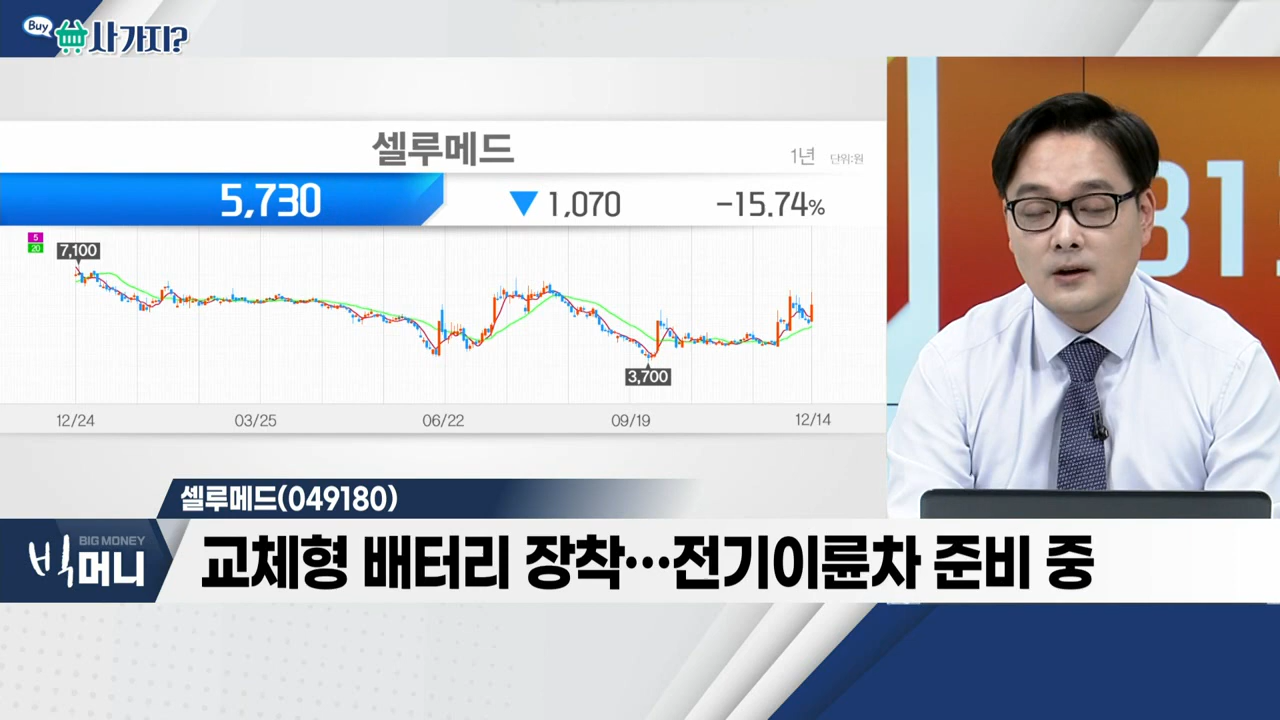 Buy
사가지?
셀루메드
1년 단위:원
5,730 ▼ 1,070 -15.74%
5
20
7,100
3,700
12/24 03/25 06/22 09/19 12/14
셀루메드(049180)
BIG MONEY
빅머니
교체형 배터리 장착…전기이륜차 준비 중